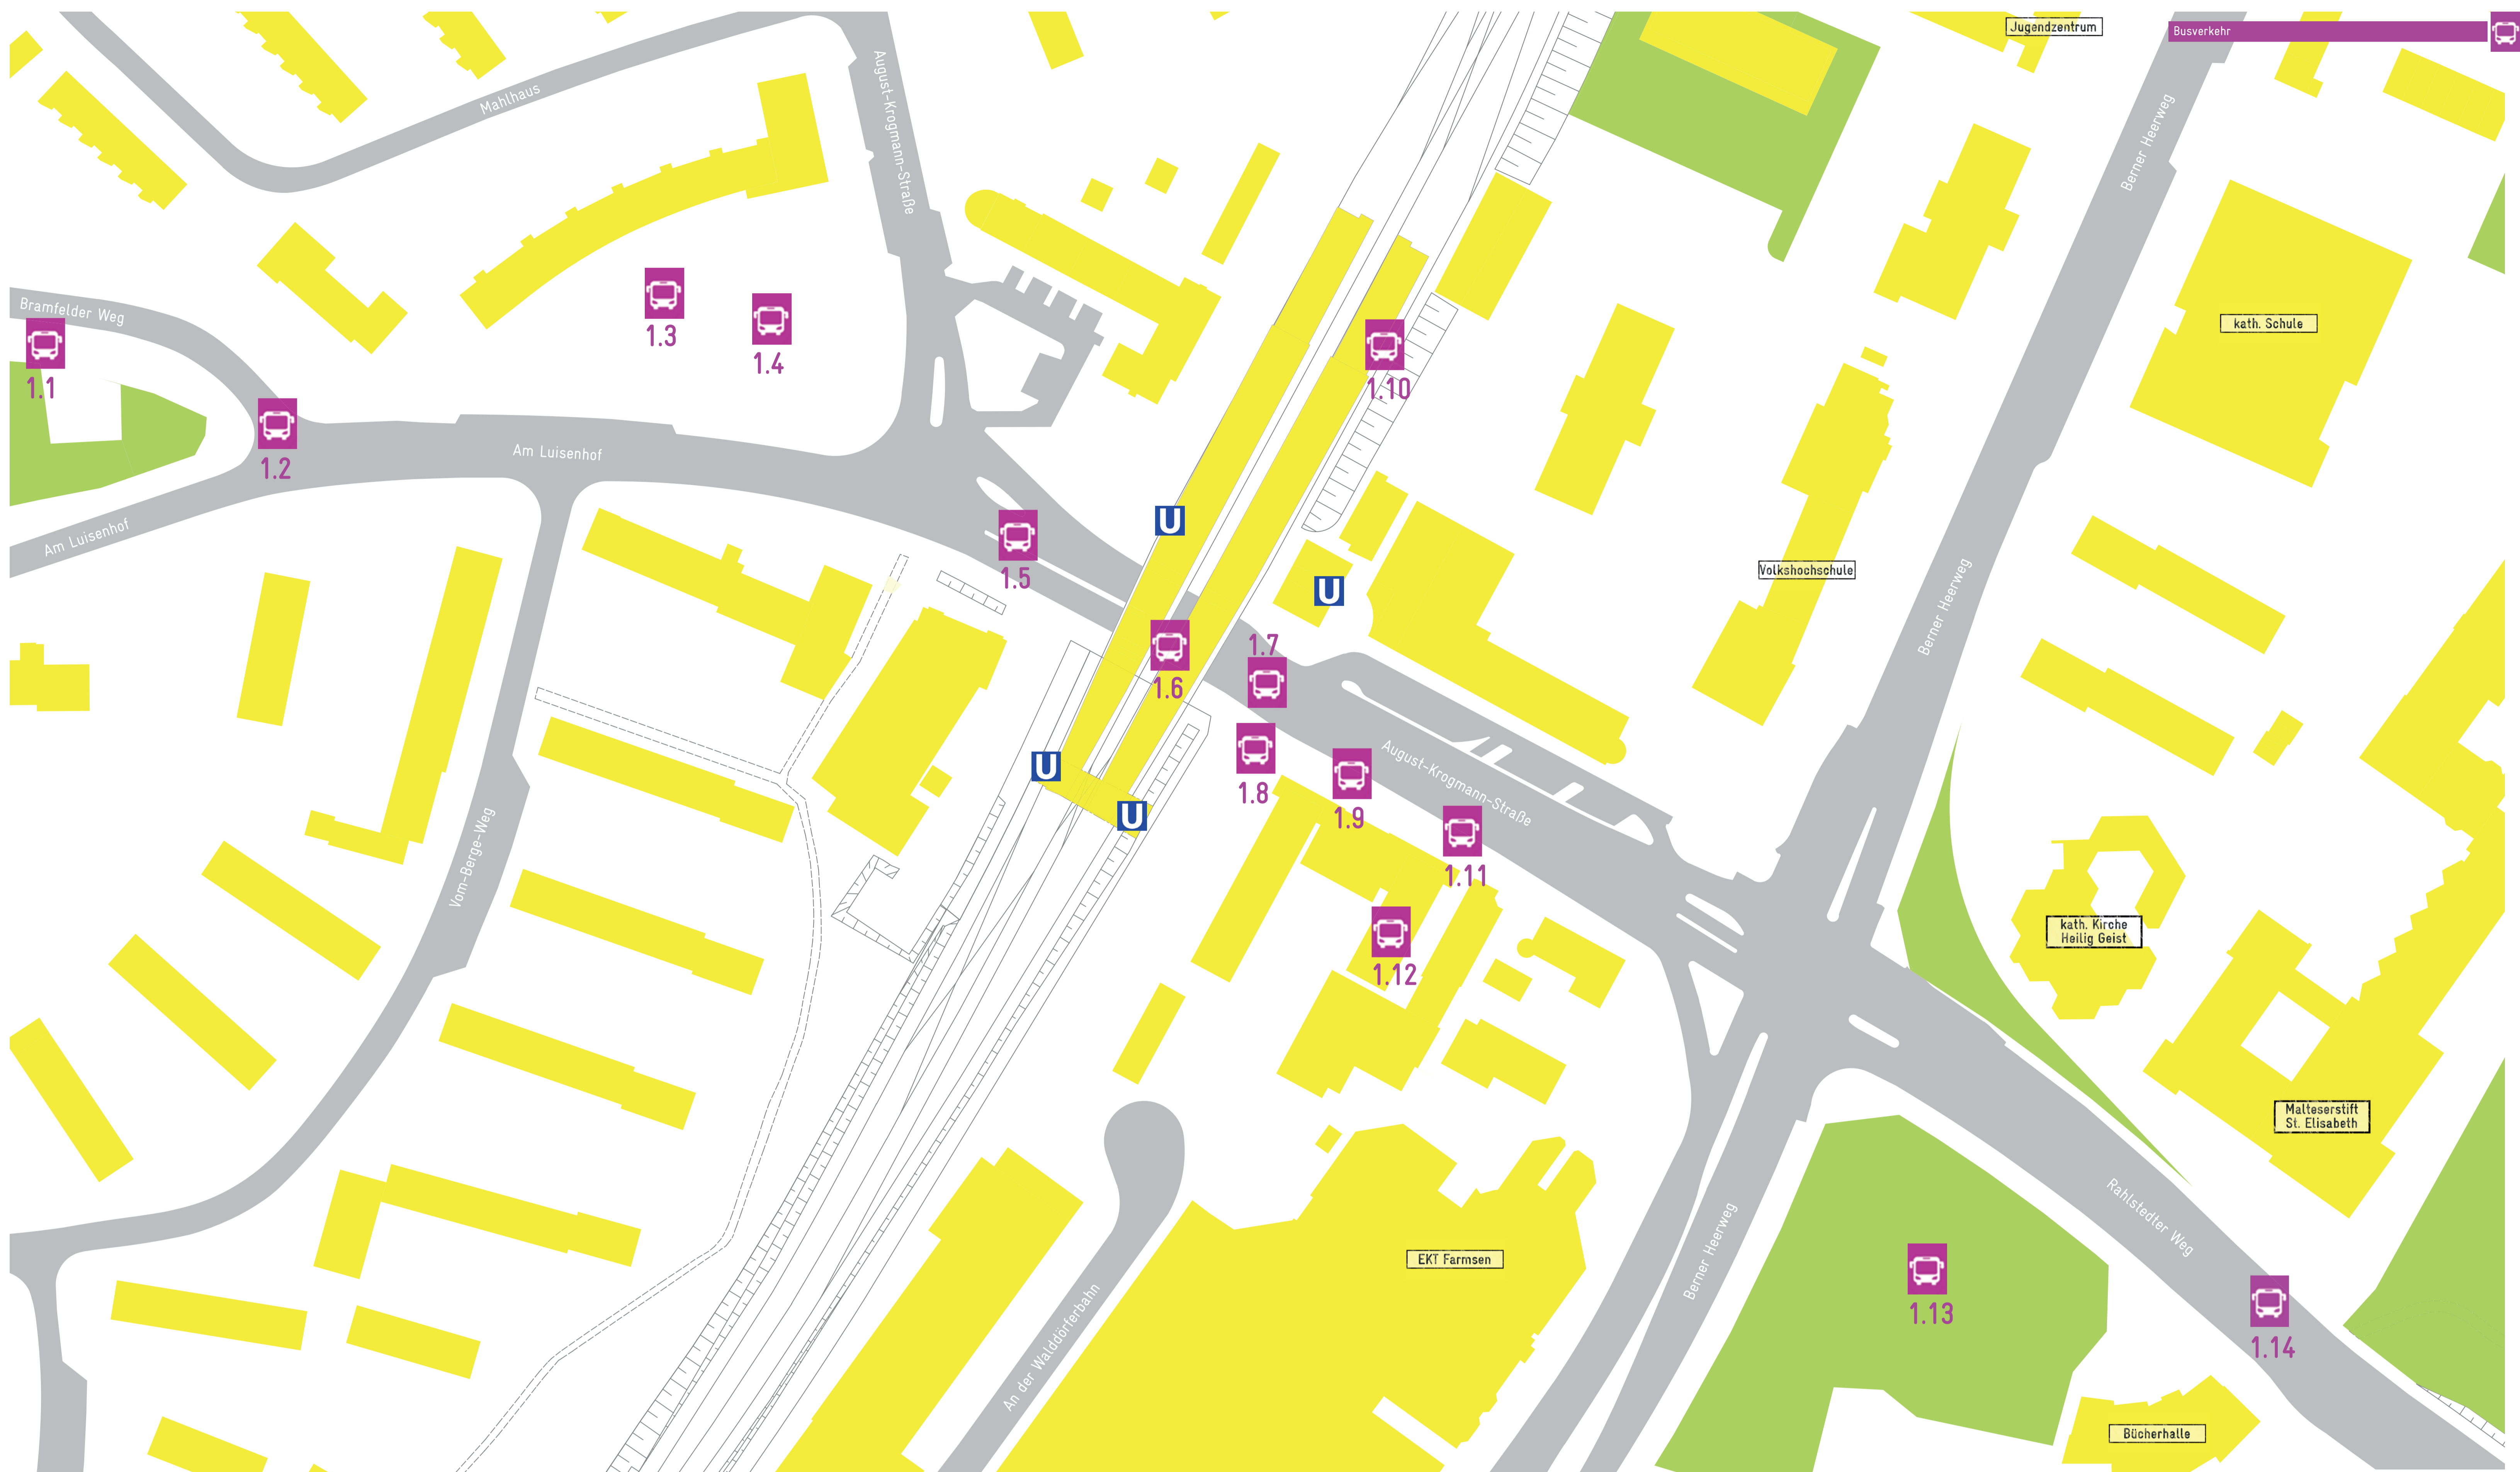 Jugendzentrum
Busverkehr
August-Krogmann-Straße
Mahlhaus
Berner Heerweg
Bramfelder Weg
1.1
1.2
1.3
1.4
1.10
kath. Schule
Am Luisenhof
Am Luisenhof
U
1.5
U
Volkshochschule
Berner Heerweg
1.7
1.6
U
U
1.8
August-Krogmann-Straße
1.9
Vom-Berge-Weg
1.11
kath. Kirche
Heilig Geist
1.12
Malteserstift
St. Elisabeth
Rahlstedter Weg
Berner Heerweg
EKT Farmsen
1.13
1.14
An der Walddörferbahn
Bücherhalle